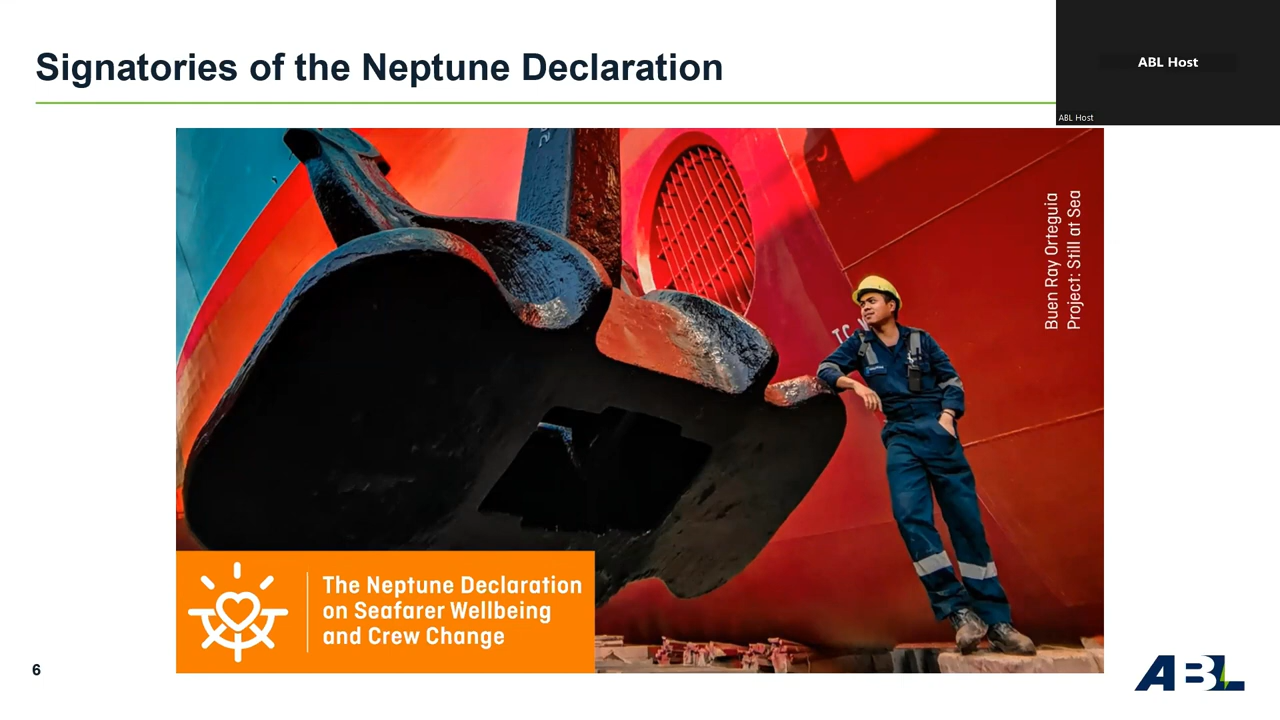 Signatories of the Neptune Declaration
ABL Host
ABL Host
Buen Ray Orteguia
Project: Still at Sea
The Neptune Declaration
on Seafarer Wellbeing
and Crew Change
6
ABL